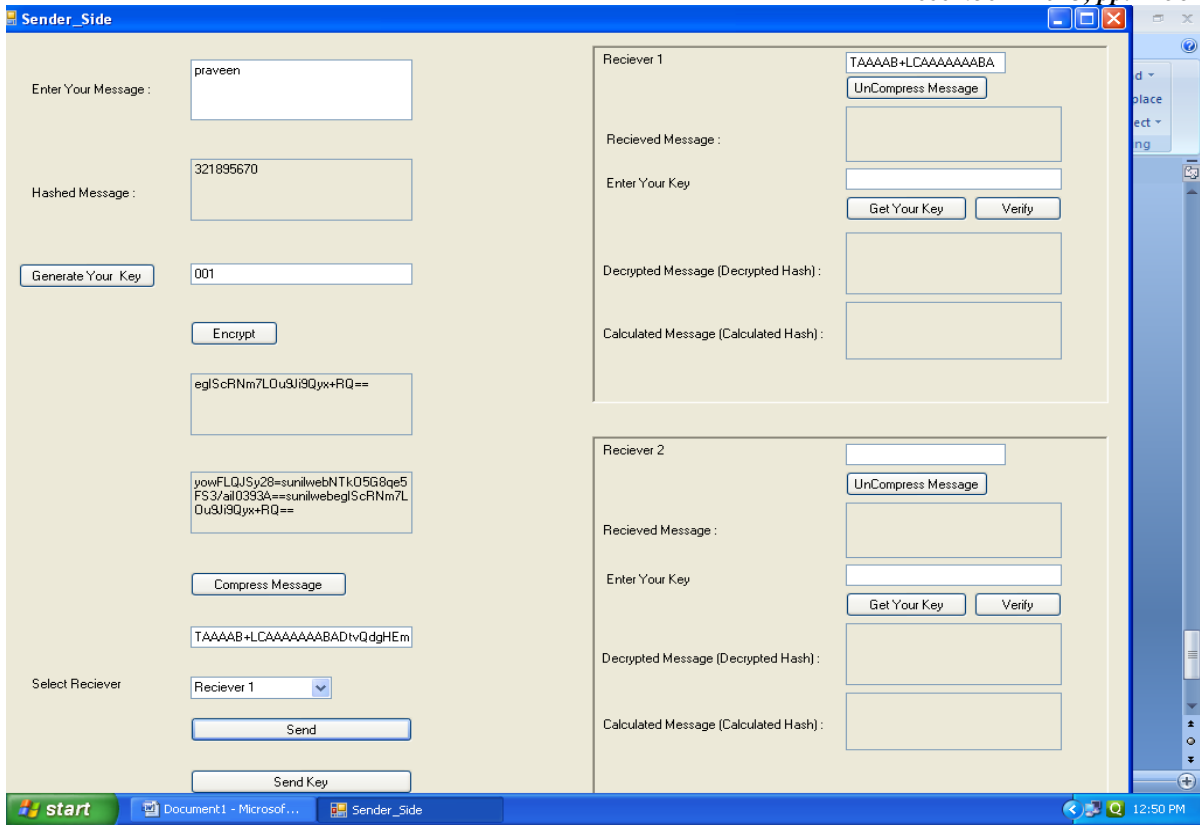 Sender_Side
Enter Your Message :
praveen
Hashed Message :
321895670
Generate Your Key
001
Encrypt
eglScRNm7LOu9Ji9Qyx+RQ==
yowFLQJSy28=sunilwebNTkO5G8qe5
FS3/ail0393A==sunilwebeglScRNm7L
Ou9Ji9Qyx+RQ==
Compress Message
TAAAAB+LCAAAAAAABADtvQdgHEm
Select Reciever
Reciever 1
Send
Send Key
Reciever 1
TAAAAB+LCAAAAAAABA
UnCompress Message
Recieved Message :
Enter Your Key
Get Your Key
Verify
Decrypted Message (Decrypted Hash) :
Calculated Message (Calculated Hash) :
Reciever 2
UnCompress Message
Recieved Message :
Enter Your Key
Get Your Key
Verify
Decrypted Message (Decrypted Hash) :
Calculated Message (Calculated Hash) :
d
place
ect
ng
start
Document1 - Microsof...
Sender_Side
12:50 PM